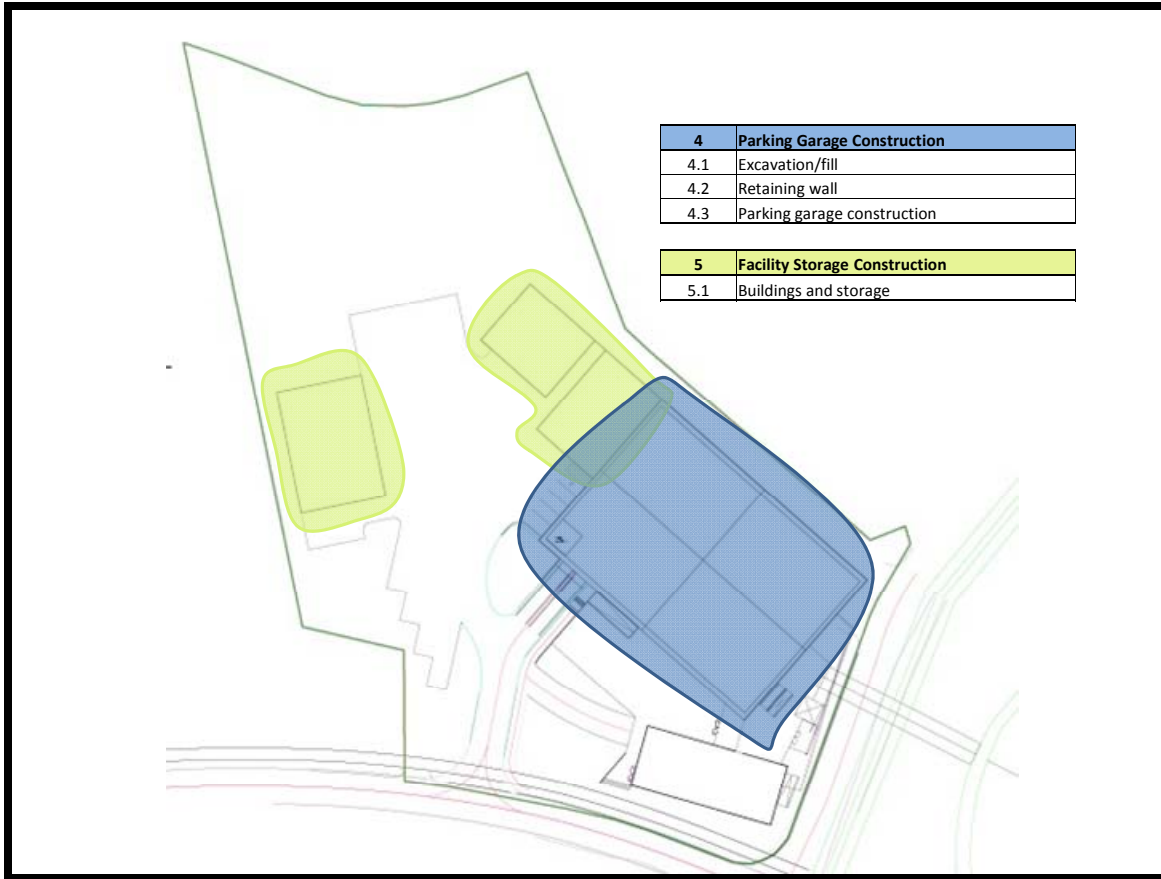 4 Parking Garage Construction
4.1 Excavation/fill
4.2 Retaining wall
4.3 Parking garage construction
5 Facility Storage Construction
5.1 Buildings and storage